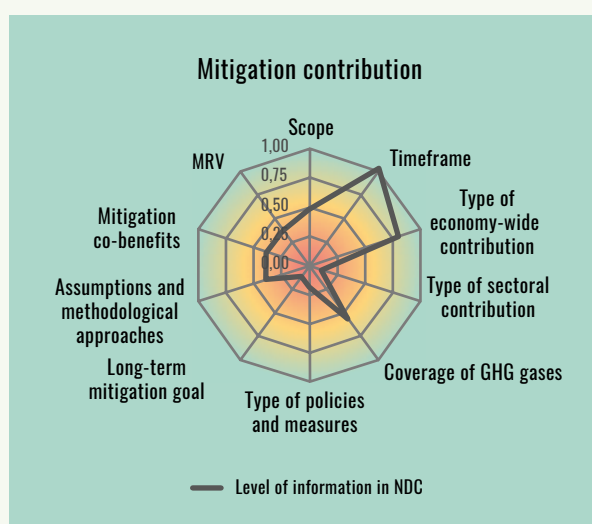 Mitigation contribution
Scope
1,00
0,75
0,50
0,25
0,00
Timeframe
Type of
economy-wide
contribution
Type of sectoral
contribution
Coverage of GHG gases
Type of policies
and measures
Long-term
mitigation goal
Assumptions and
methodological
approaches
Mitigation
co-benefits
MRV
Level of information in NDC